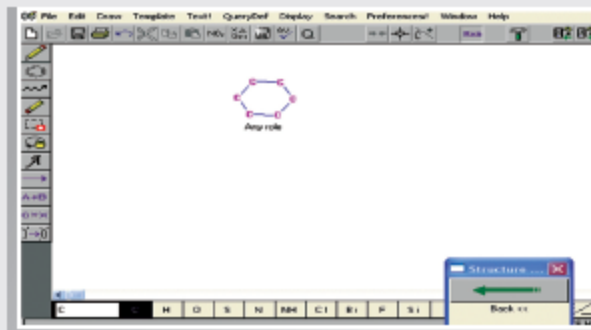 File Edit Draw Template Text! QueryDef Display Search Preferences! Window Help
C C
C C
C C
Any role
A+B
Structure ...
C C H O S N NH Cl Br F Si
Back <<